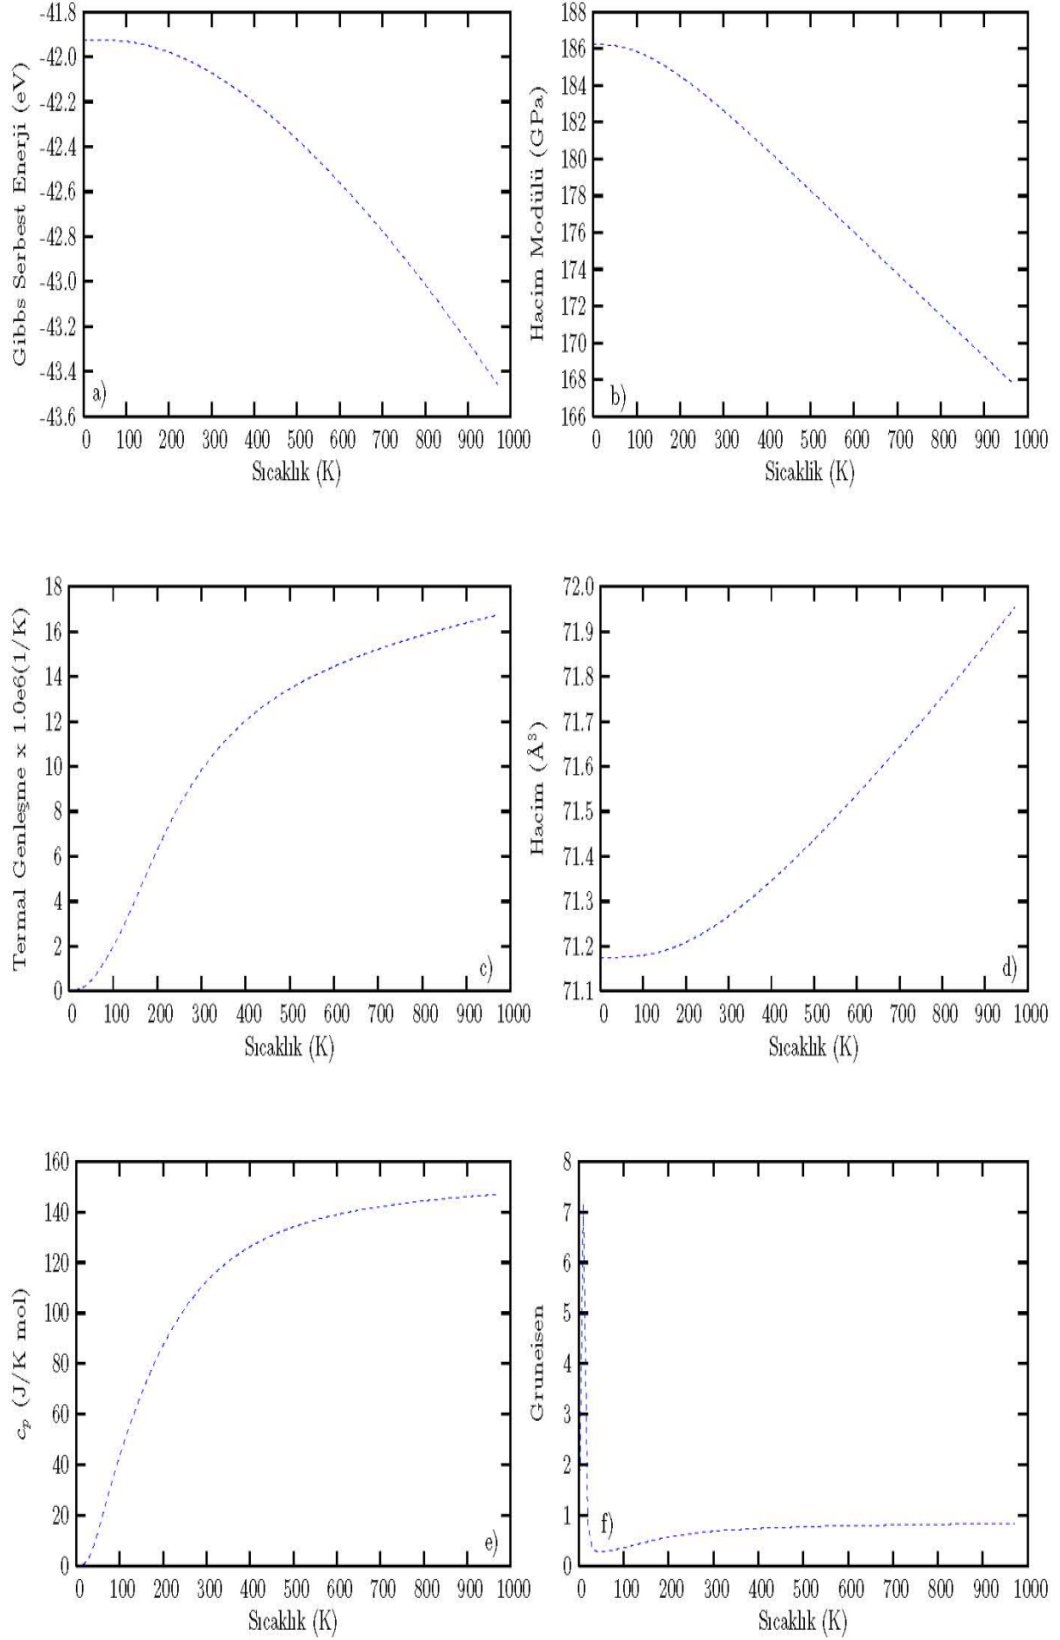 -41.8
-42.0
-42.2
-42.4
-42.6
-42.8
-43.0
-43.2
-43.4
-43.6
Gibbs Serbest Enerji (eV)
a)
0 100 200 300 400 500 600 700 800 900 1000
Sıcaklık (K)
188
186
184
182
180
178
176
174
172
170
168
166
Hacim Modülü (GPa)
b)
0 100 200 300 400 500 600 700 800 900 1000
Sicaklik (K)
18
16
14
12
10
8
6
4
2
0
Termal Genleşme x 1.0e6(1/K)
c)
0 100 200 300 400 500 600 700 800 900 1000
Sıcaklık (K)
72.0
71.9
71.8
71.7
71.6
71.5
71.4
71.3
71.2
71.1
Hacim (Å³)
d)
0 100 200 300 400 500 600 700 800 900 1000
Sıcaklık (K)
160
140
120
100
80
60
40
20
0
cₚ (J/K mol)
e)
0 100 200 300 400 500 600 700 800 900 1000
Sıcaklık (K)
8
7
6
5
4
3
2
1
0
Gruneisen
f)
0 100 200 300 400 500 600 700 800 900 1000
Sıcaklık (K)